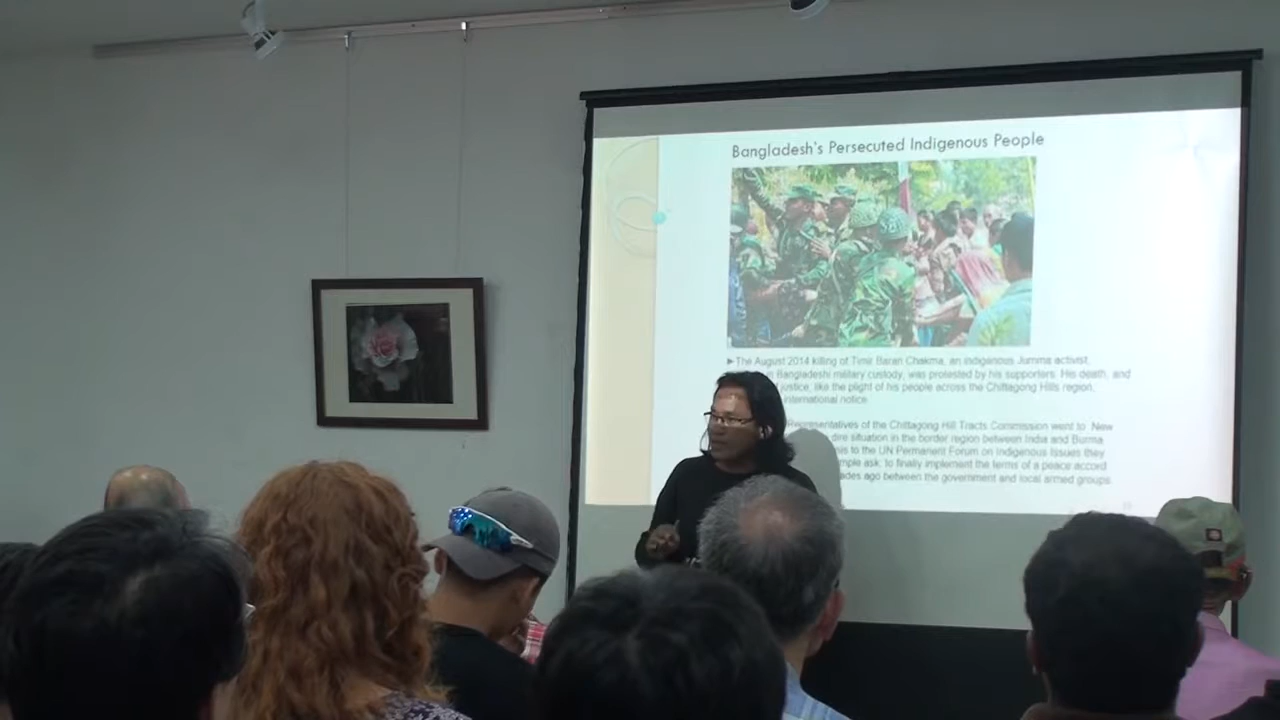 Bangladesh's Persecuted Indigenous People
►The August 2014 killing of Timir Baran Chakma, an indigenous Jumma activist,
Bangladeshi military custody, was protested by his supporters. His death, and
justice, like the plight of his people across the Chittagong Hills region,
international notice.
Representatives of the Chittagong Hill Tracts Commission went to New
dire situation in the border region between India and Burma
to the UN Permanent Forum on Indigenous Issues they
ask: to finally implement the terms of a peace accord
ago between the government and local armed groups